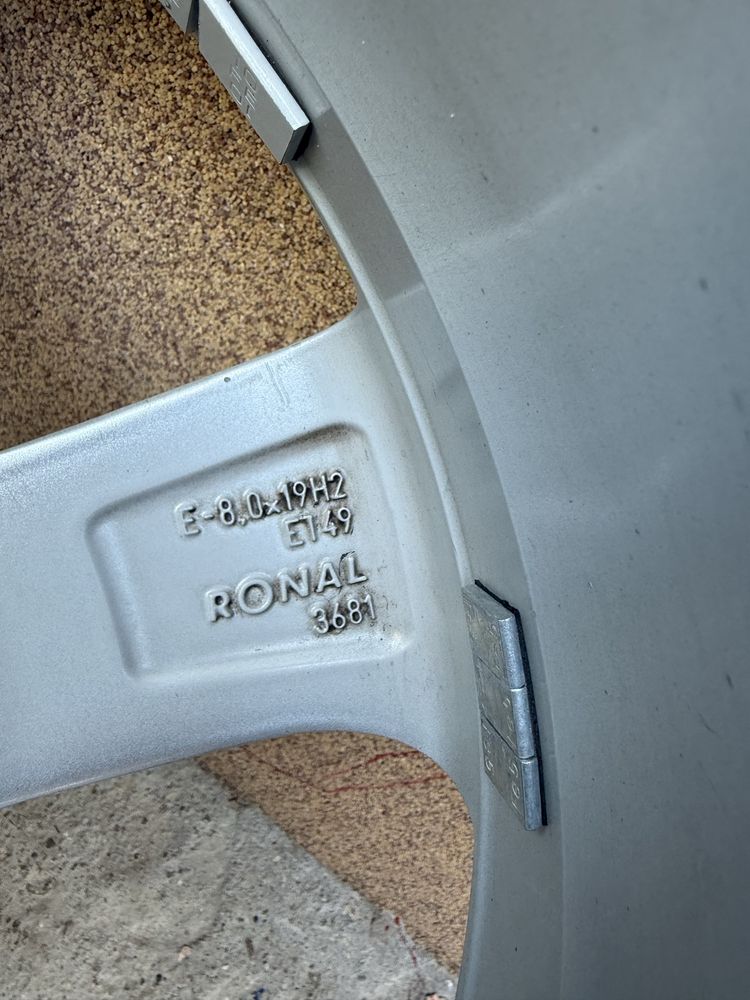 E-8,0x19H2
ET49
RONAL
3681